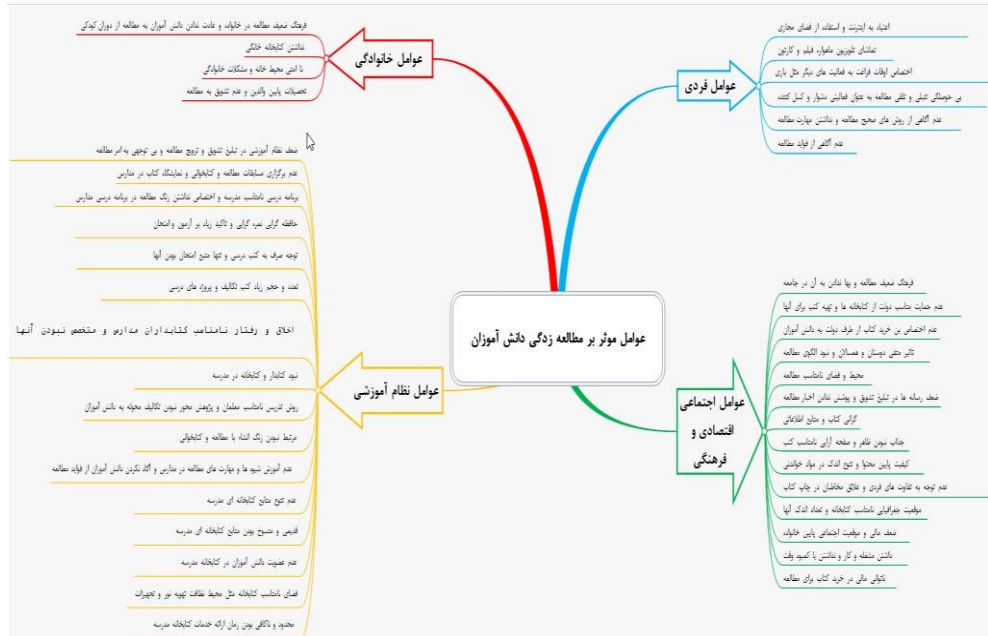 عوامل موثر بر مطالعه زدگی دانش آموزان
عوامل فردی
اعتیاد به اینترنت و استفاده از فضای مجازی
تماشای تلویزیون ماهواره فیلم و کارتون
اختصاص اوقات فراغت به فعالیت های دیگر مثل بازی
بی حوصلگی تنبلی و تلقی مطالعه به عنوان فعالیتی دشوار و کسل کننده
عدم آگاهی از روش های صحیح مطالعه و نداشتن مهارت مطالعه
عدم آگاهی از فواید مطالعه
عوامل اجتماعی
اقتصادی و
فرهنگی
فرهنگ ضعیف مطالعه و بها ندادن به آن در جامعه
عدم حمایت مناسب دولت از کتابخانه ها و تهیه کتب برای آنها
عدم اختصاص بن خرید کتاب از طرف دولت به دانش آموزان
تاثیر منفی دوستان و همسالان و نبود الگوی مطالعه
محیط و فضای نامناسب مطالعه
ضعف رسانه ها در تبلیغ تشویق و پوشش ندادن اخبار مطالعه
گرانی کتاب و منابع اطلاعاتی
جذاب نبودن ظاهر و صفحه آرایی نامناسب کتب
کیفیت پایین محتوا و تنوع اندک در مواد خواندنی
عدم توجه به تفاوت های فردی و علائق مخاطبان در چاپ کتاب
موقعیت جغرافیایی نامناسب کتابخانه و تعداد اندک آنها
ضعف مالی و موقعیت اجتماعی پایین خانواده
داشتن مشغله و کار و نداشتن یا کمبود وقت
ناتوانی مالی در خرید کتاب برای مطالعه
عوامل خانوادگی
فرهنگ ضعیف مطالعه در خانواده و عادت ندادن دانش آموزان به مطالعه از دوران کودکی
نداشتن کتابخانه خانگی
نا امنی محیط خانه و مشکلات خانوادگی
تحصیلات پایین والدین و عدم تشویق به مطالعه
عوامل نظام آموزشی
ضعف نظام آموزشی در تبلیغ تشویق و ترویج مطالعه و بی توجهی به امر مطالعه
عدم برگزاری مسابقات مطالعه و کتابخوانی و نمایشگاه کتاب در مدارس
برنامه درسی نامناسب مدرسه و اختصاص نداشتن زنگ مطالعه در برنامه درسی مدارس
حافظه گرایی نمره گرایی و تاکید زیاد بر آزمون و امتحان
توجه صرف به کتب درسی و تنها منبع امتحان بودن آنها
تعدد و حجم زیاد کتب تکالیف و پروژه های درسی
اخلاق و رفتار نامناسب کتابداران مدارس و متخصص نبودن آنها
نبود کتابدار و کتابخانه در مدرسه
روش تدریس نامناسب معلمان و پژوهش محور نبودن تکالیف محوله به دانش آموزان
مرتبط نبودن زنگ انشاء با مطالعه و کتابخوانی
عدم آموزش شیوه ها و مهارت های مطالعه در مدارس و آگاه نکردن دانش آموزان از فواید مطالعه
عدم تنوع منابع کتابخانه ای مدرسه
قدیمی و منسوخ بودن منابع کتابخانه ای مدرسه
عدم عضویت دانش آموزان در کتابخانه مدرسه
فضای نامناسب کتابخانه مثل محیط نظافت تهویه نور و تجهیزات
محدود و ناکافی بودن زمان ارائه خدمات کتابخانه مدرسه